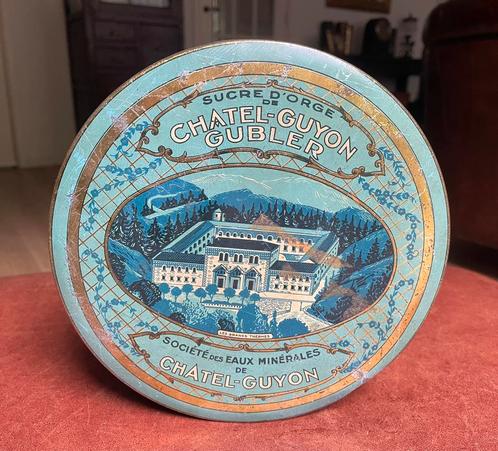 SUCRE D'ORGE
DE
CHATEL-GUYON
GUBLER
LES GRANDS THERMES
SOCIÉTÉ DES EAUX MINÉRALES
DE
CHATEL-GUYON